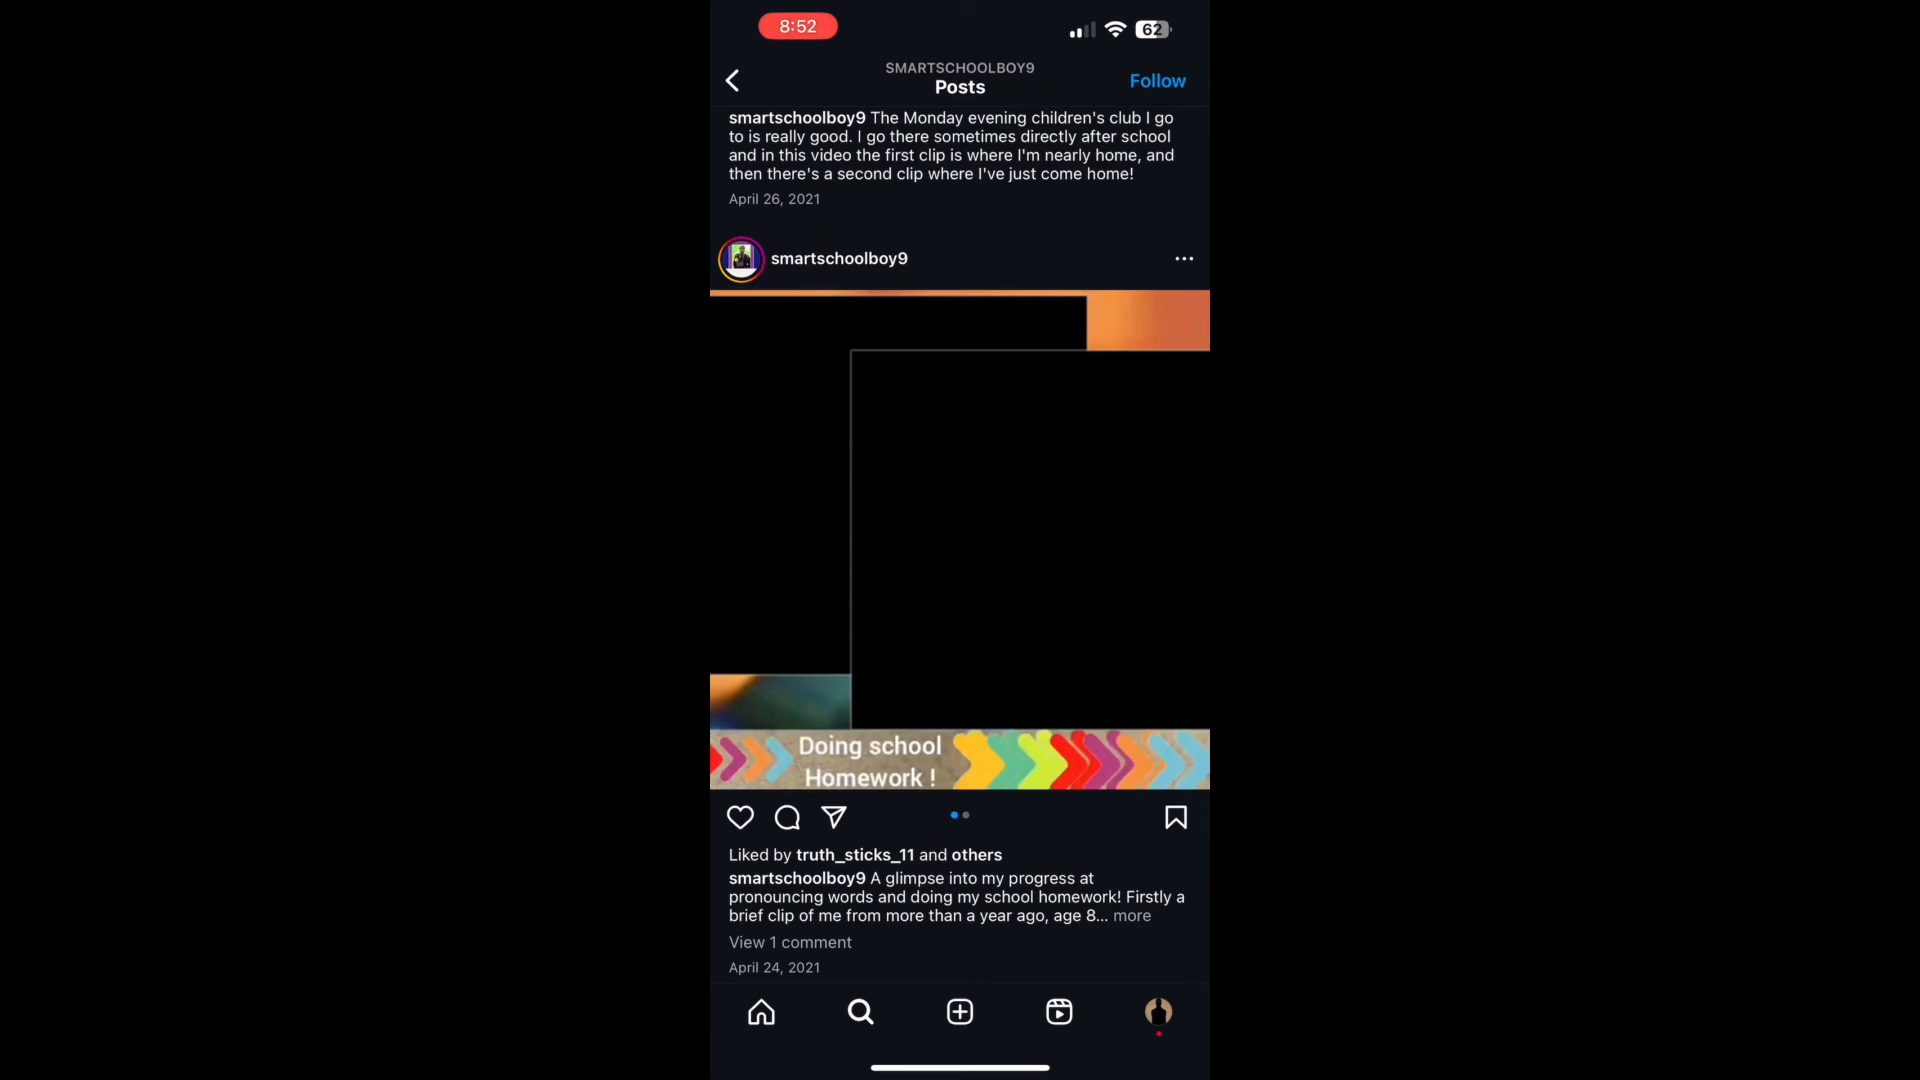 8:52
62
SMARTSCHOOLBOY9
Posts
Follow
smartschoolboy9 The Monday evening children's club I go
to is really good. I go there sometimes directly after school
and in this video the first clip is where I'm nearly home, and
then there's a second clip where I've just come home!
April 26, 2021
smartschoolboy9
Doing school
Homework !
Liked by truth_sticks_11 and others
smartschoolboy9 A glimpse into my progress at
pronouncing words and doing my school homework! Firstly a
brief clip of me from more than a year ago, age 8... more
View 1 comment
April 24, 2021